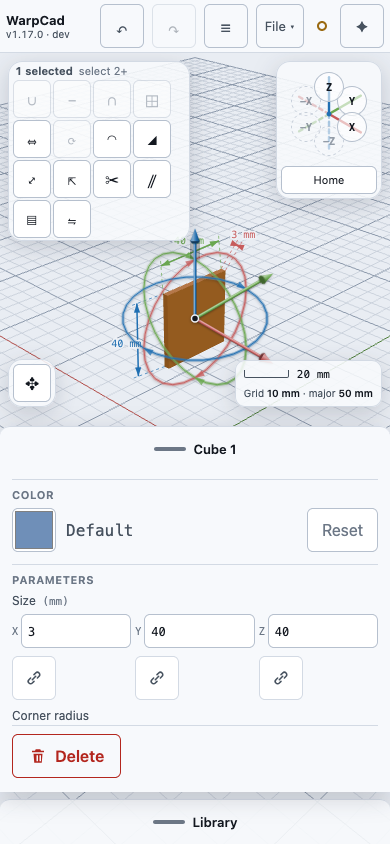 WarpCad
v1.17.0 · dev
File ▾
1 selected select 2+
Z
Y
X
−X
−Y
−Z
Home
3 mm
40 mm
20 mm
Grid 10 mm · major 50 mm
Cube 1
COLOR
Default
Reset
PARAMETERS
Size (mm)
X 3 Y 40 Z 40
Corner radius
Delete
Library